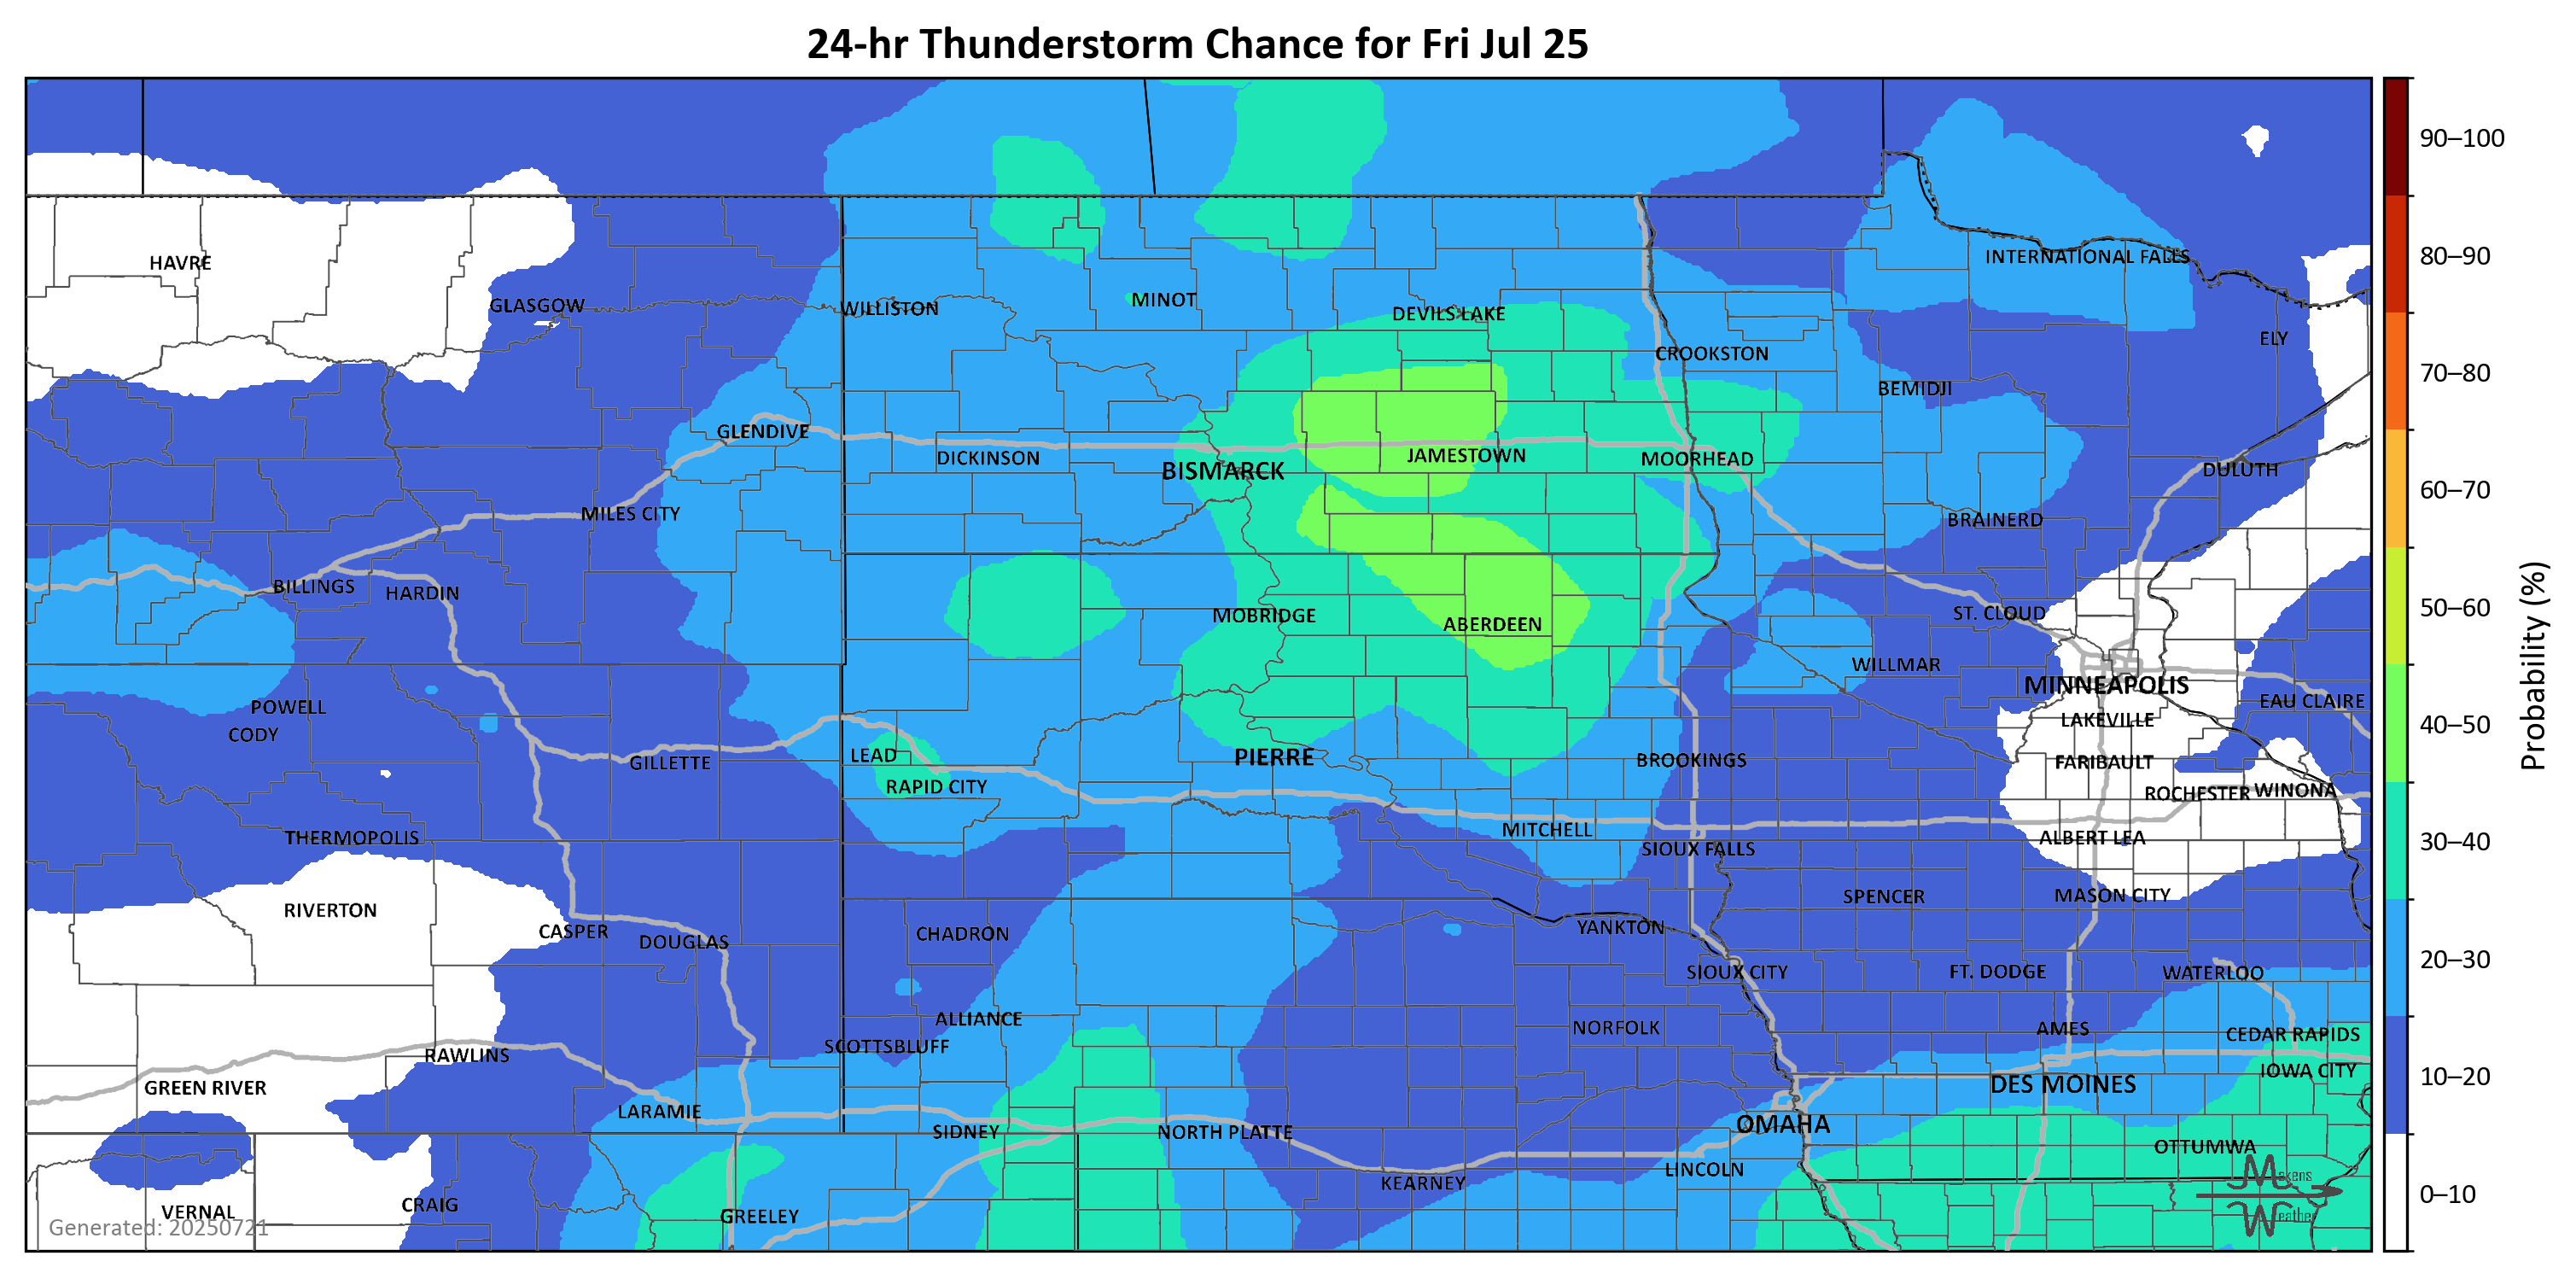 24-hr Thunderstorm Chance for Fri Jul 25
90–100
80–90
70–80
60–70
50–60
40–50
30–40
20–30
10–20
0–10
Probability (%)
HAVRE
INTERNATIONAL FALLS
GLASGOW
WILLISTON
MINOT
DEVILS LAKE
ELY
CROOKSTON
BEMIDJI
GLENDIVE
DICKINSON
BISMARCK
JAMESTOWN
MOORHEAD
DULUTH
MILES CITY
BRAINERD
BILLINGS
HARDIN
MOBRIDGE
ABERDEEN
ST. CLOUD
WILLMAR
MINNEAPOLIS
POWELL
EAU CLAIRE
CODY
LAKEVILLE
LEAD
PIERRE
GILLETTE
BROOKINGS
FARIBAULT
RAPID CITY
ROCHESTER
WINONA
THERMOPOLIS
MITCHELL
ALBERT LEA
SIOUX FALLS
RIVERTON
SPENCER
MASON CITY
CASPER
DOUGLAS
CHADRON
YANKTON
SIOUX CITY
FT. DODGE
WATERLOO
ALLIANCE
NORFOLK
AMES
CEDAR RAPIDS
RAWLINS
SCOTTSBLUFF
GREEN RIVER
DES MOINES
IOWA CITY
LARAMIE
SIDNEY
NORTH PLATTE
OMAHA
OTTUMWA
LINCOLN
KEARNEY
VERNAL
CRAIG
GREELEY
Generated: 20250721
Makens
Weather